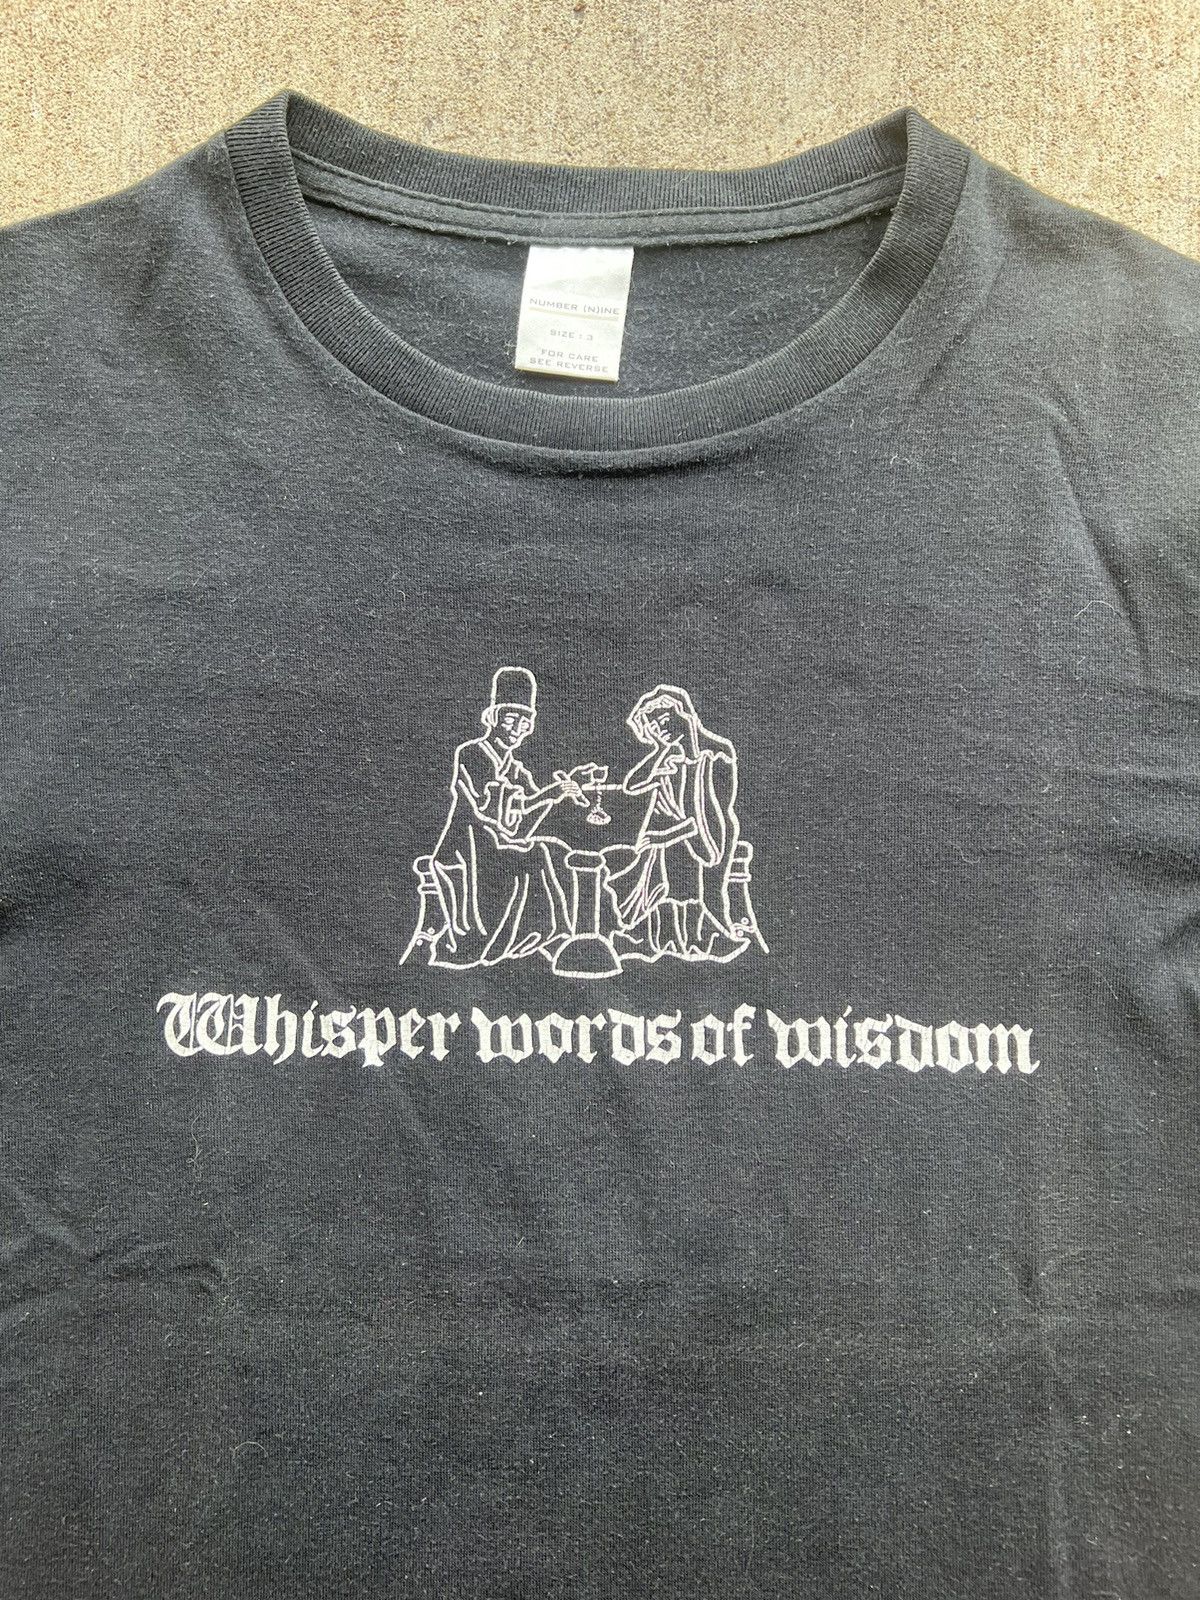 NUMBER (N)INE
SIZE : 3
FOR CARE
SEE REVERSE
Whisper words of wisdom